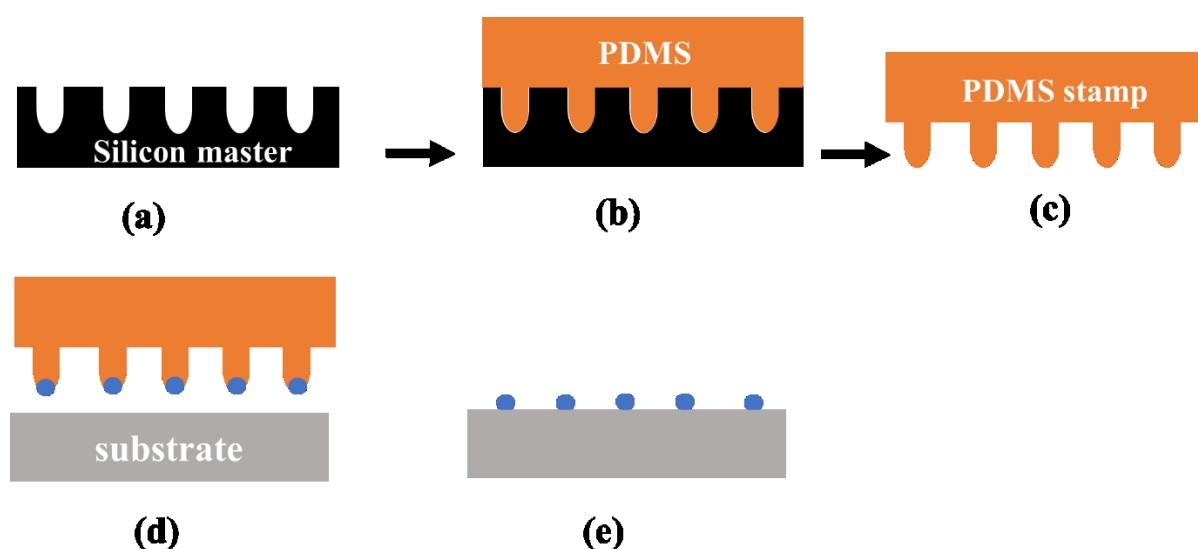 PDMS
PDMS stamp
Silicon master
(a)
(b)
(c)
substrate
(d)
(e)